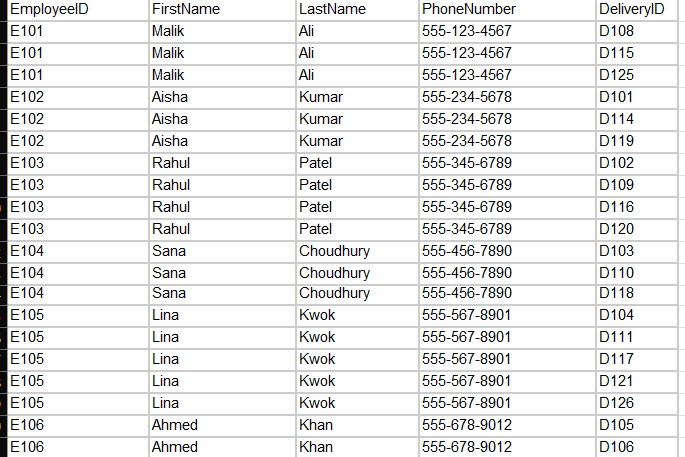 EmployeeID FirstName LastName PhoneNumber DeliveryID
E101 Malik Ali 555-123-4567 D108
E101 Malik Ali 555-123-4567 D115
E101 Malik Ali 555-123-4567 D125
E102 Aisha Kumar 555-234-5678 D101
E102 Aisha Kumar 555-234-5678 D114
E102 Aisha Kumar 555-234-5678 D119
E103 Rahul Patel 555-345-6789 D102
E103 Rahul Patel 555-345-6789 D109
E103 Rahul Patel 555-345-6789 D116
E103 Rahul Patel 555-345-6789 D120
E104 Sana Choudhury 555-456-7890 D103
E104 Sana Choudhury 555-456-7890 D110
E104 Sana Choudhury 555-456-7890 D118
E105 Lina Kwok 555-567-8901 D104
E105 Lina Kwok 555-567-8901 D111
E105 Lina Kwok 555-567-8901 D117
E105 Lina Kwok 555-567-8901 D121
E105 Lina Kwok 555-567-8901 D126
E106 Ahmed Khan 555-678-9012 D105
E106 Ahmed Khan 555-678-9012 D106